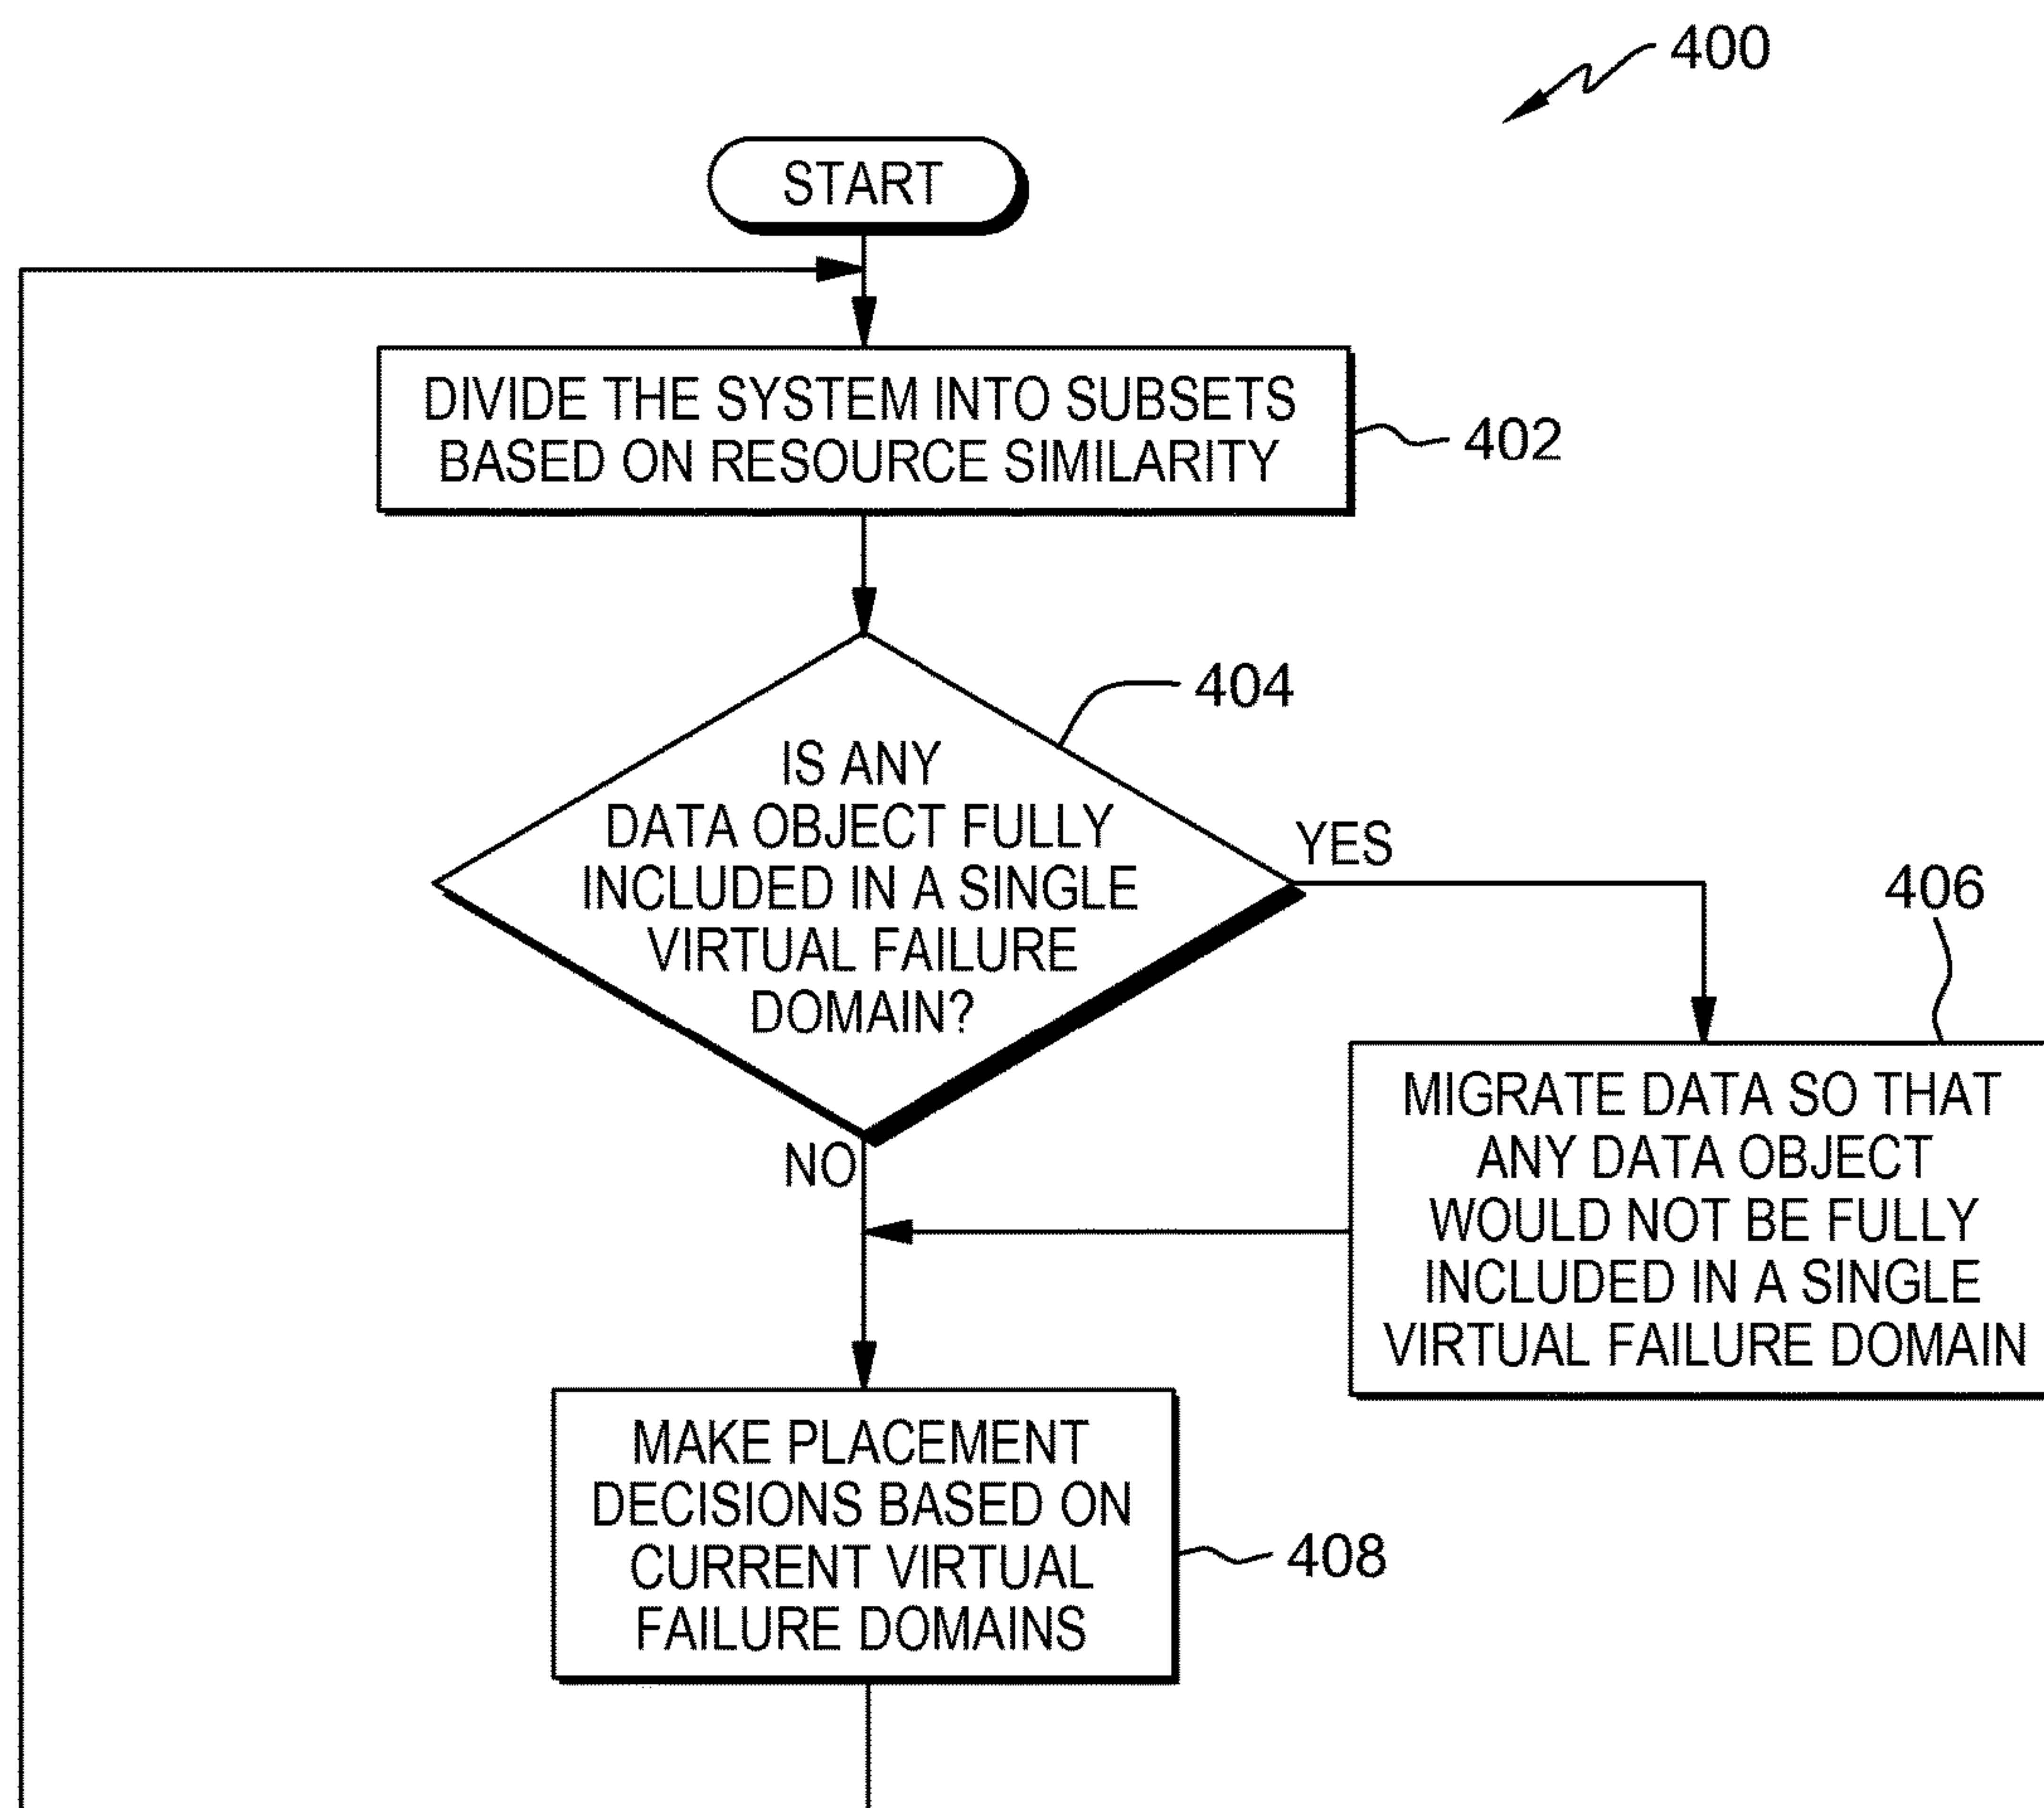 400
START
DIVIDE THE SYSTEM INTO SUBSETS
BASED ON RESOURCE SIMILARITY
402
404
IS ANY
DATA OBJECT FULLY
INCLUDED IN A SINGLE
VIRTUAL FAILURE
DOMAIN?
YES
NO
406
MIGRATE DATA SO THAT
ANY DATA OBJECT
WOULD NOT BE FULLY
INCLUDED IN A SINGLE
VIRTUAL FAILURE DOMAIN
MAKE PLACEMENT
DECISIONS BASED ON
CURRENT VIRTUAL
FAILURE DOMAINS
408